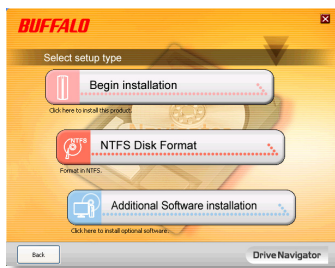 BUFFALO
Select setup type
Begin installation
Click here to install this product.
NTFS
NTFS Disk Format
Format in NTFS.
Additional Software installation
Click here to install optional software.
Back
DriveNavigator